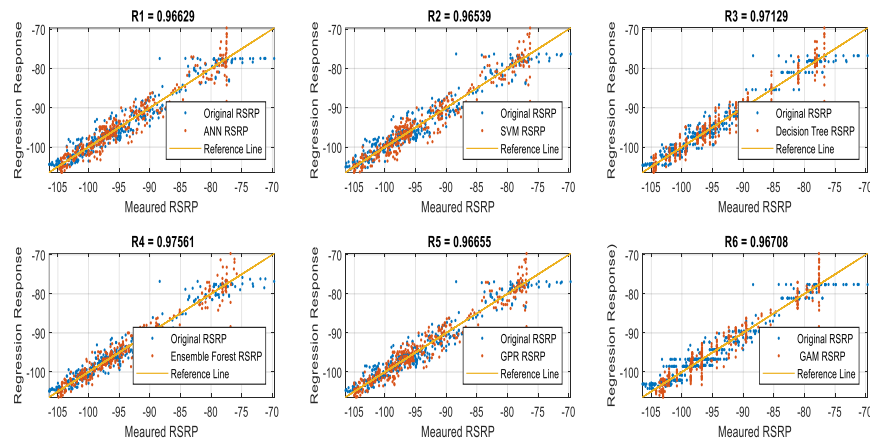 R1 = 0.96629
-70
-80
-90
-100
Regression Response
Original RSRP
ANN RSRP
Reference Line
-105 -100 -95 -90 -85 -80 -75 -70
Meaured RSRP
R2 = 0.96539
-70
-80
-90
-100
Regression Response
Original RSRP
SVM RSRP
Reference Line
-105 -100 -95 -90 -85 -80 -75 -70
Meaured RSRP
R3 = 0.97129
-70
-80
-90
-100
Regression Response
Original RSRP
Decision Tree RSRP
Reference Line
-105 -100 -95 -90 -85 -80 -75 -70
Meaured RSRP
R4 = 0.97561
-70
-80
-90
-100
Regression Response
Original RSRP
Ensemble Forest RSRP
Reference Line
-105 -100 -95 -90 -85 -80 -75 -70
Meaured RSRP
R5 = 0.96655
-70
-80
-90
-100
Regression Response
Original RSRP
GPR RSRP
Reference Line
-105 -100 -95 -90 -85 -80 -75 -70
Meaured RSRP
R6 = 0.96708
-70
-80
-90
-100
Regression Response)
Original RSRP
GAM RSRP
Reference Line
-105 -100 -95 -90 -85 -80 -75 -70
Meaured RSRP